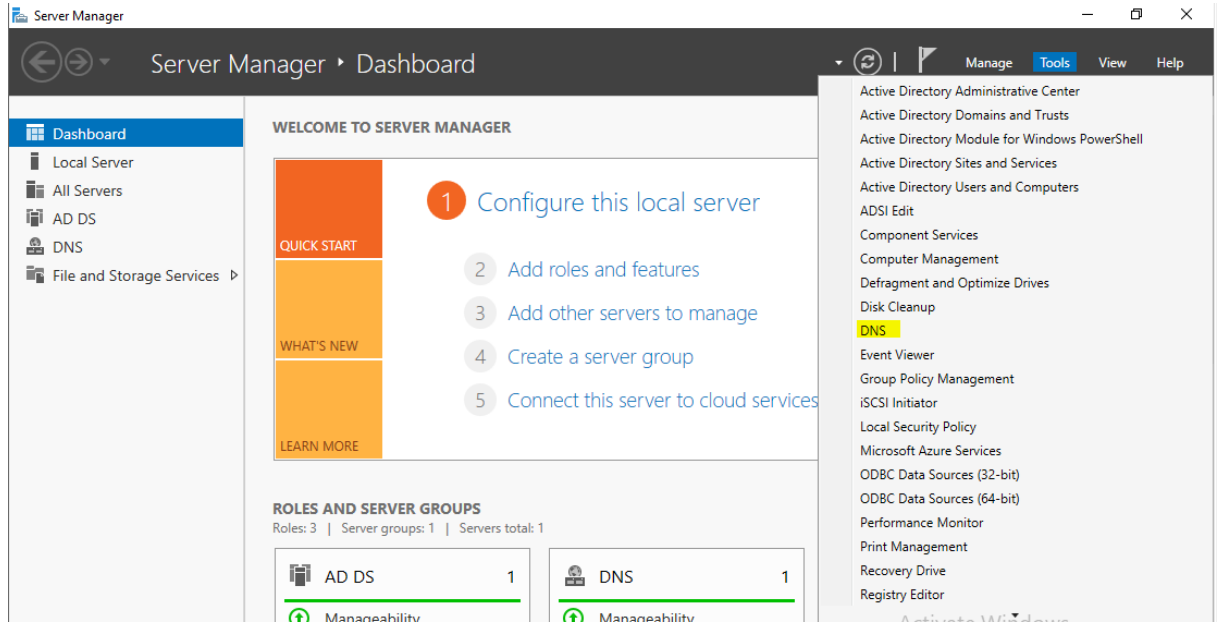 Server Manager
Server Manager • Dashboard
Manage Tools View Help
Dashboard
Local Server
All Servers
AD DS
DNS
File and Storage Services
WELCOME TO SERVER MANAGER
QUICK START
WHAT'S NEW
LEARN MORE
1 Configure this local server
2 Add roles and features
3 Add other servers to manage
4 Create a server group
5 Connect this server to cloud services
ROLES AND SERVER GROUPS
Roles: 3 | Server groups: 1 | Servers total: 1
AD DS 1
Manageability
DNS 1
Manageability
Active Directory Administrative Center
Active Directory Domains and Trusts
Active Directory Module for Windows PowerShell
Active Directory Sites and Services
Active Directory Users and Computers
ADSI Edit
Component Services
Computer Management
Defragment and Optimize Drives
Disk Cleanup
DNS
Event Viewer
Group Policy Management
iSCSI Initiator
Local Security Policy
Microsoft Azure Services
ODBC Data Sources (32-bit)
ODBC Data Sources (64-bit)
Performance Monitor
Print Management
Recovery Drive
Registry Editor
Activate Windows